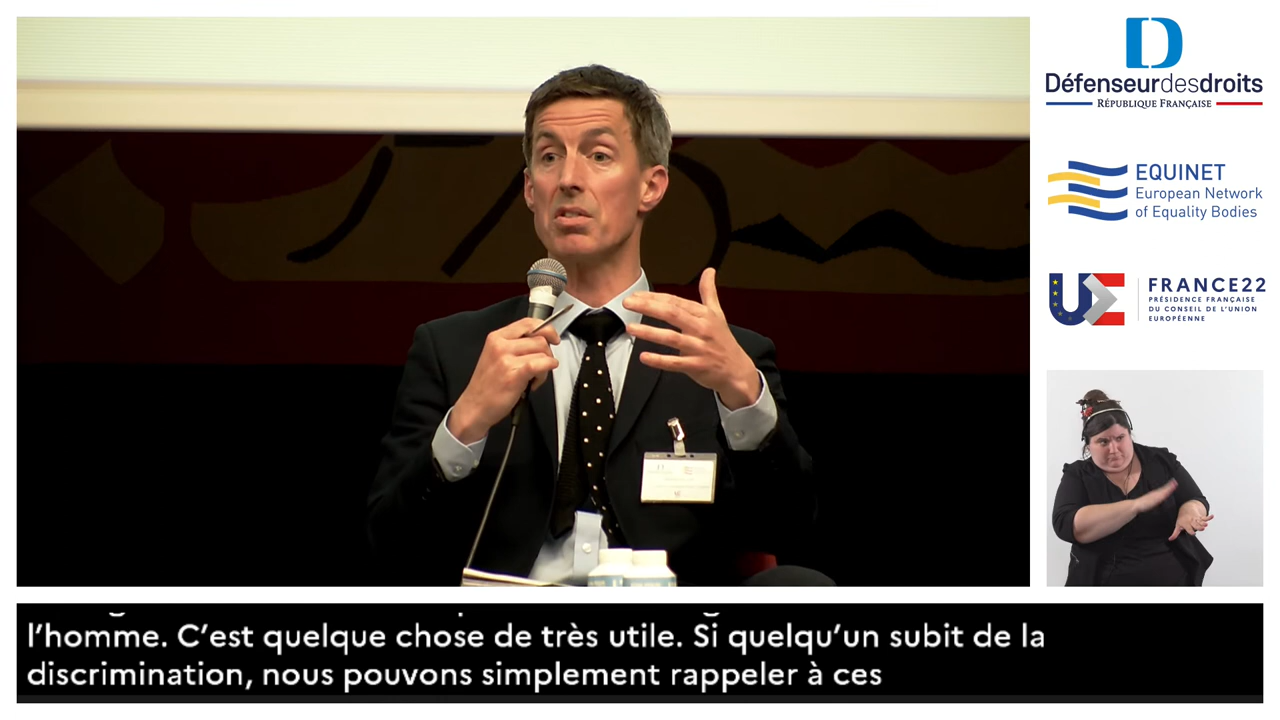 Défenseurdesdroits
RÉPUBLIQUE FRANÇAISE
EQUINET
European Network
of Equality Bodies
UE
FRANCE22
PRÉSIDENCE FRANÇAISE
DU CONSEIL DE L'UNION
EUROPÉENNE
l'homme. C'est quelque chose de très utile. Si quelqu'un subit de la
discrimination, nous pouvons simplement rappeler à ces